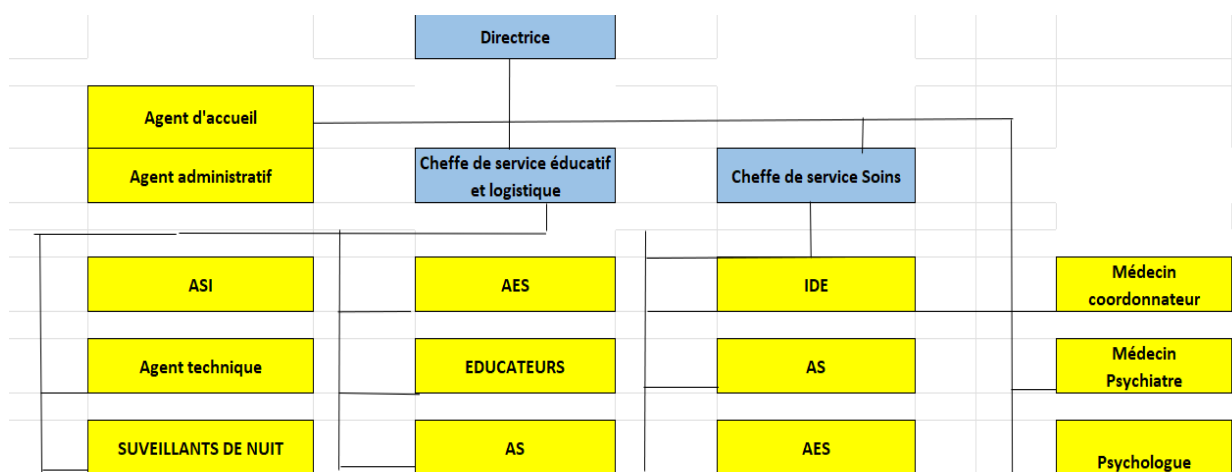 Directrice
Agent d'accueil
Agent administratif
Cheffe de service éducatif
et logistique
Cheffe de service Soins
ASI
AES
IDE
Médecin
coordonnateur
Agent technique
EDUCATEURS
AS
Médecin
Psychiatre
SUVEILLANTS DE NUIT
AS
AES
Psychologue